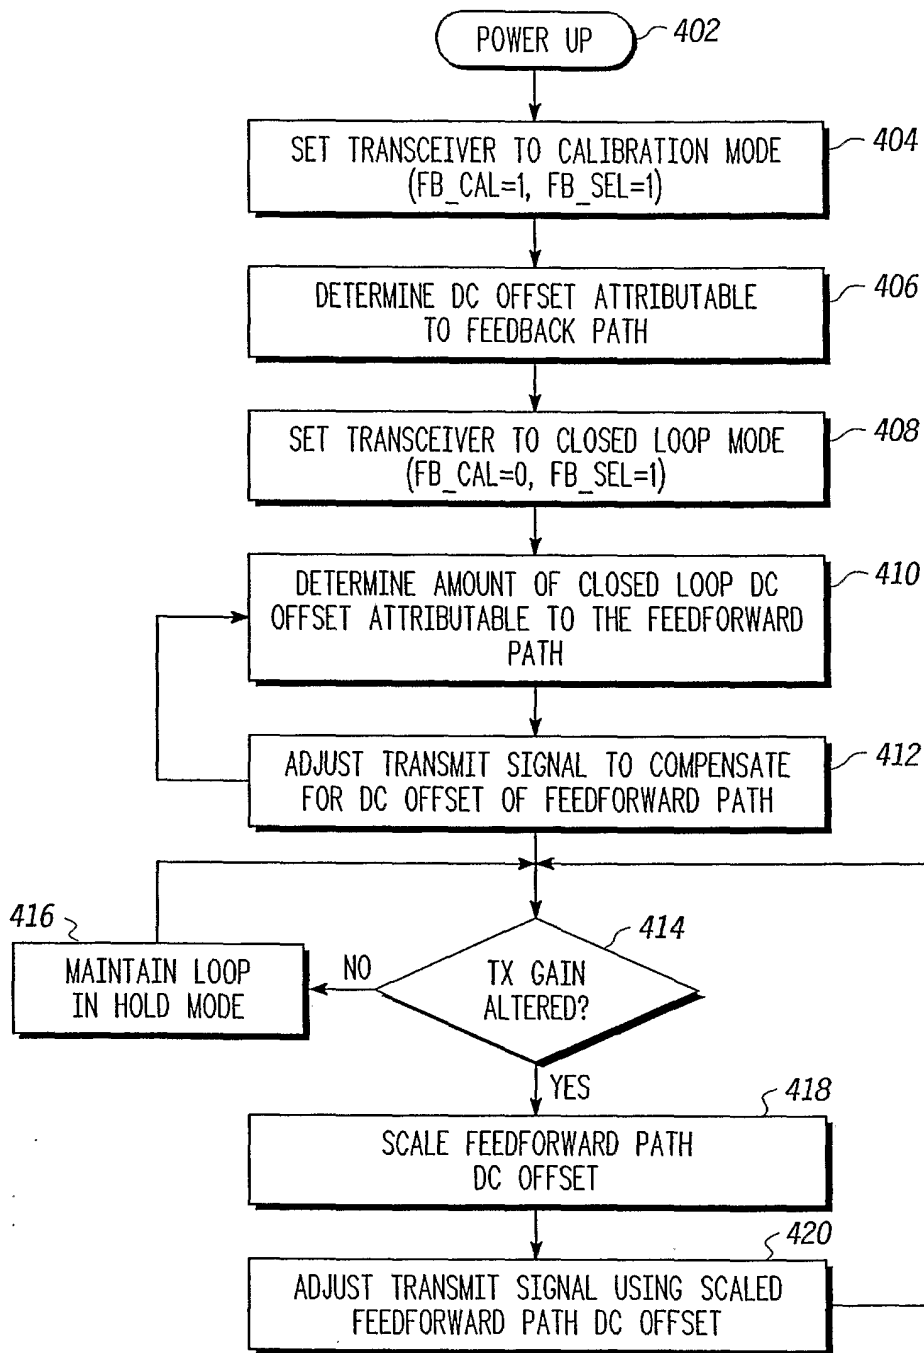 POWER UP
402
SET TRANSCEIVER TO CALIBRATION MODE
(FB_CAL=1, FB_SEL=1)
404
DETERMINE DC OFFSET ATTRIBUTABLE
TO FEEDBACK PATH
406
SET TRANSCEIVER TO CLOSED LOOP MODE
(FB_CAL=0, FB_SEL=1)
408
DETERMINE AMOUNT OF CLOSED LOOP DC
OFFSET ATTRIBUTABLE TO THE FEEDFORWARD
PATH
410
ADJUST TRANSMIT SIGNAL TO COMPENSATE
FOR DC OFFSET OF FEEDFORWARD PATH
412
TX GAIN
ALTERED?
414
NO
416
MAINTAIN LOOP
IN HOLD MODE
YES
SCALE FEEDFORWARD PATH
DC OFFSET
418
ADJUST TRANSMIT SIGNAL USING SCALED
FEEDFORWARD PATH DC OFFSET
420